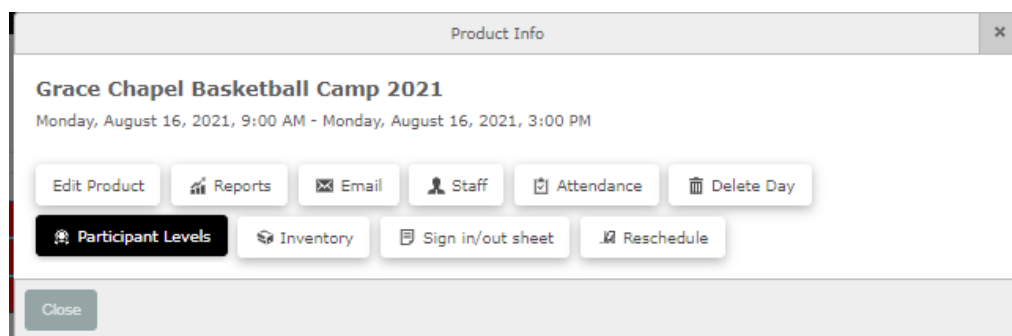 Product Info
Grace Chapel Basketball Camp 2021
Monday, August 16, 2021, 9:00 AM - Monday, August 16, 2021, 3:00 PM
Edit Product Reports Email Staff Attendance Delete Day
Participant Levels Inventory Sign in/out sheet Reschedule
Close